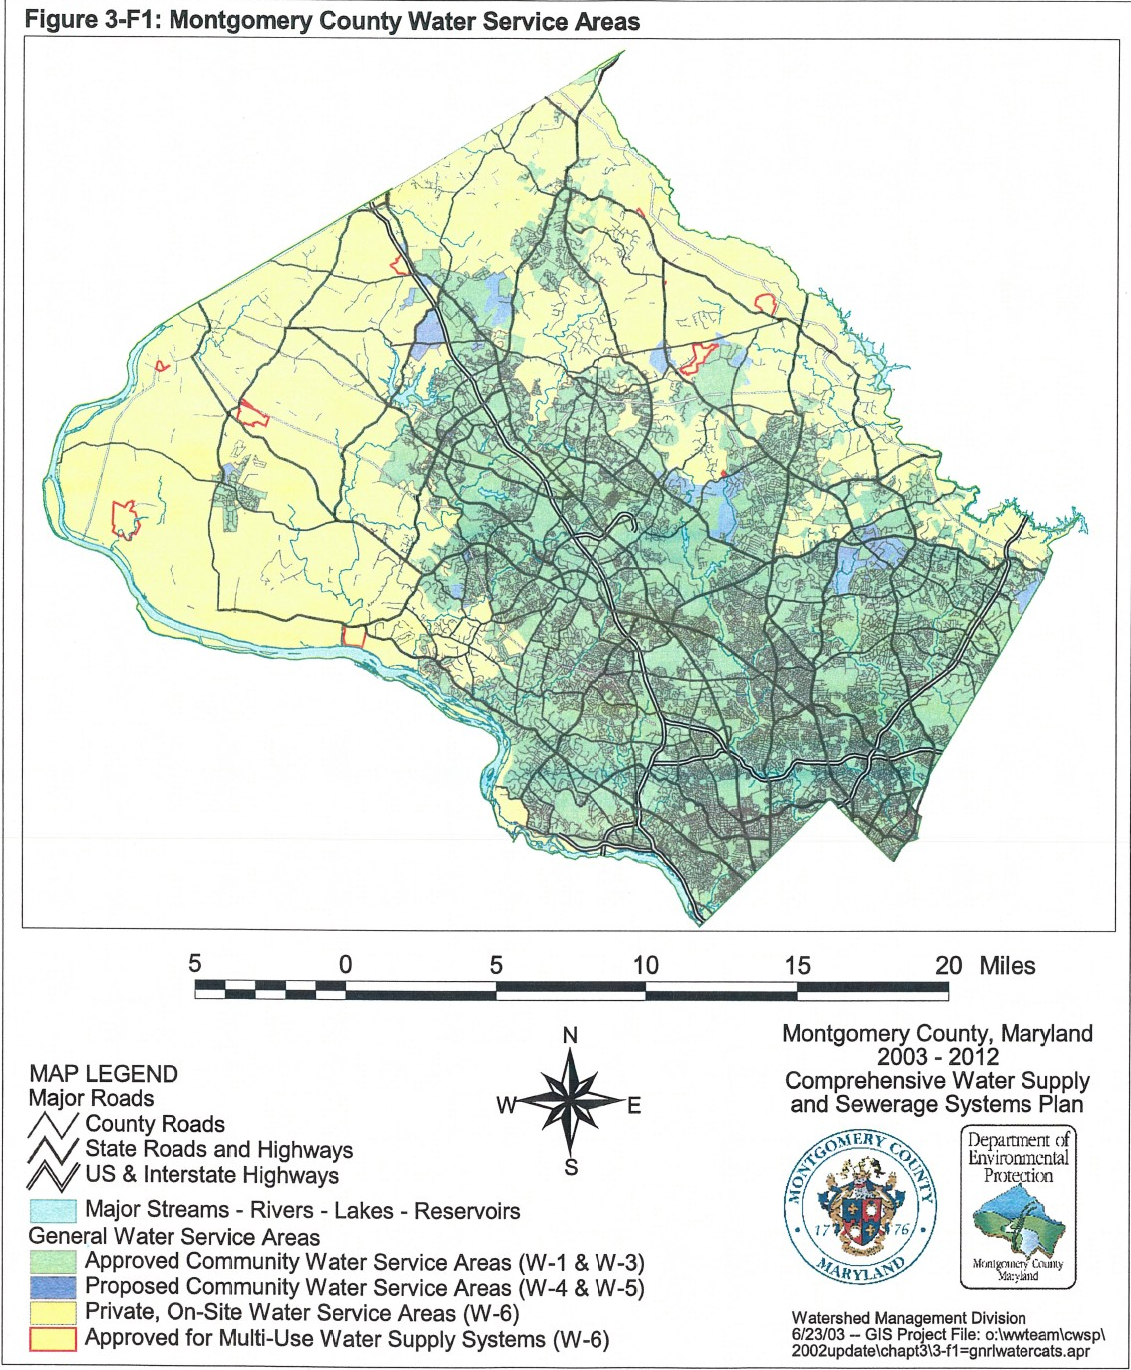 Figure 3-F1: Montgomery County Water Service Areas
5 0 5 10 15 20 Miles
N
W E
S
MAP LEGEND
Major Roads
County Roads
State Roads and Highways
US & Interstate Highways
Major Streams - Rivers - Lakes - Reservoirs
General Water Service Areas
Approved Community Water Service Areas (W-1 & W-3)
Proposed Community Water Service Areas (W-4 & W-5)
Private, On-Site Water Service Areas (W-6)
Approved for Multi-Use Water Supply Systems (W-6)
Montgomery County, Maryland
2003 - 2012
Comprehensive Water Supply
and Sewerage Systems Plan
MONTGOMERY COUNTY
17 76
MARYLAND
Department of
Environmental
Protection
Montgomery County
Maryland
Watershed Management Division
6/23/03 -- GIS Project File: o:\wwteam\cwsp\
2002update\chapt3\3-f1=gnrlwatercats.apr